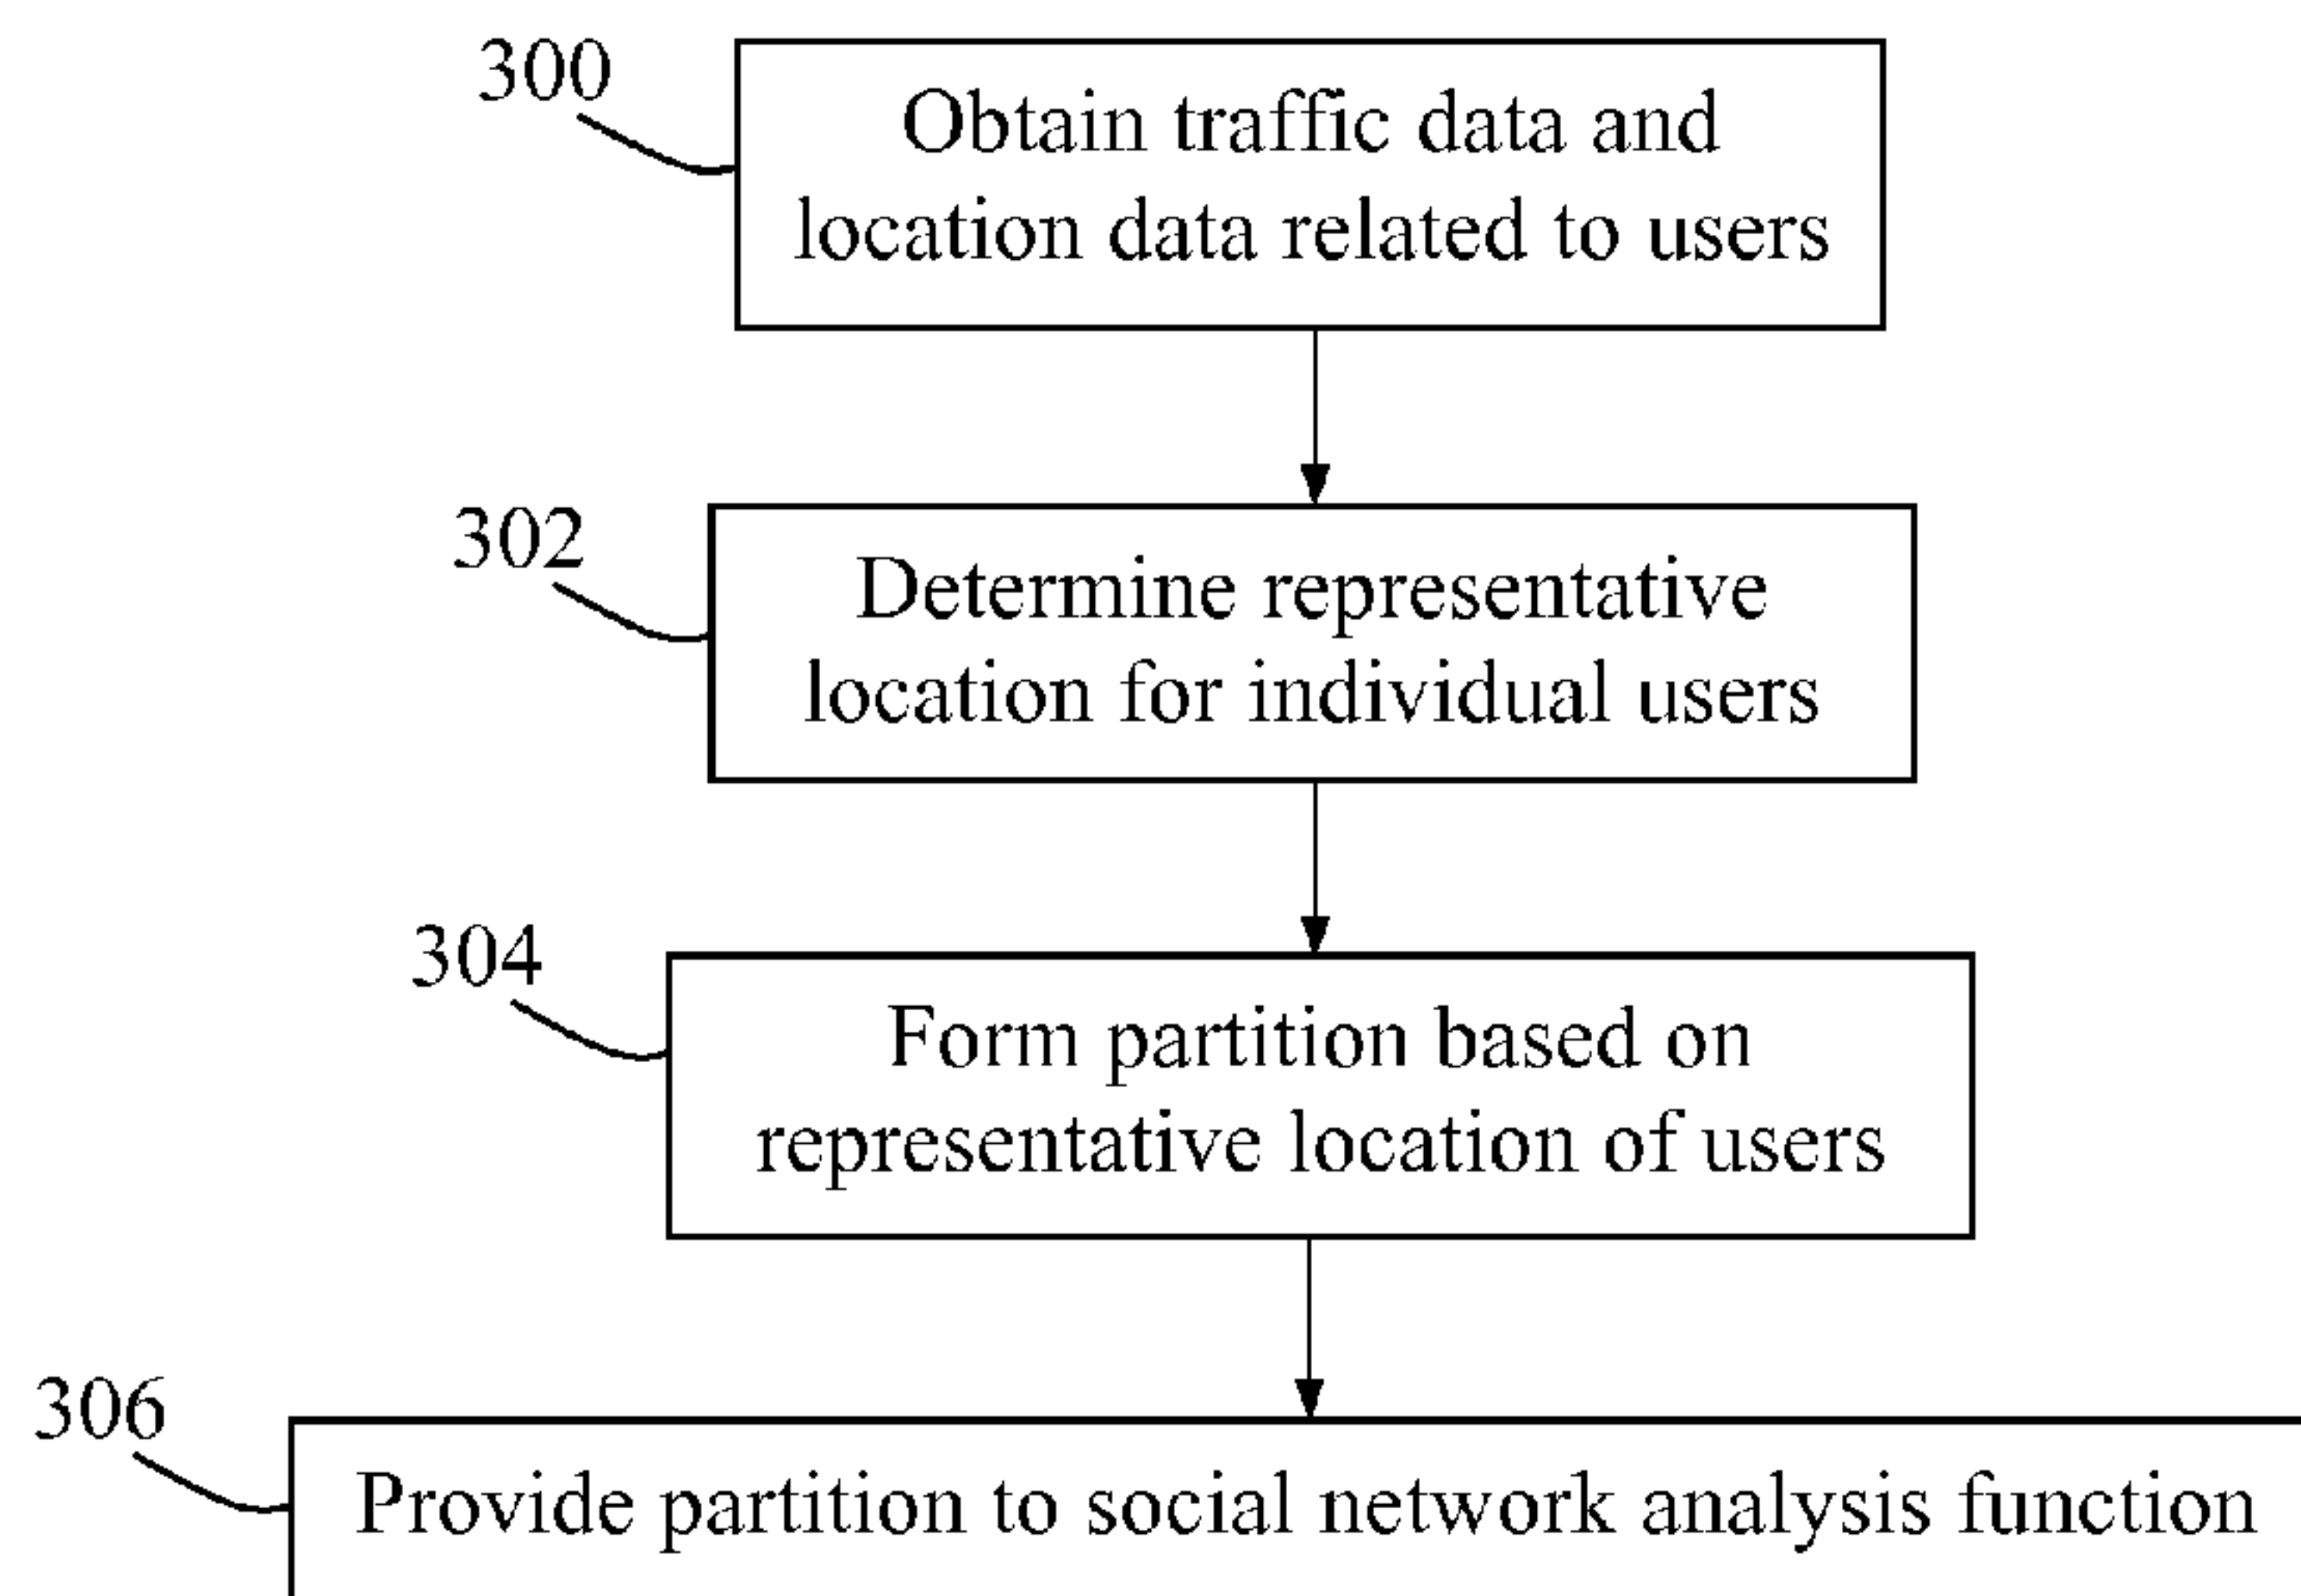 300
Obtain traffic data and
location data related to users
302
Determine representative
location for individual users
304
Form partition based on
representative location of users
306
Provide partition to social network analysis function